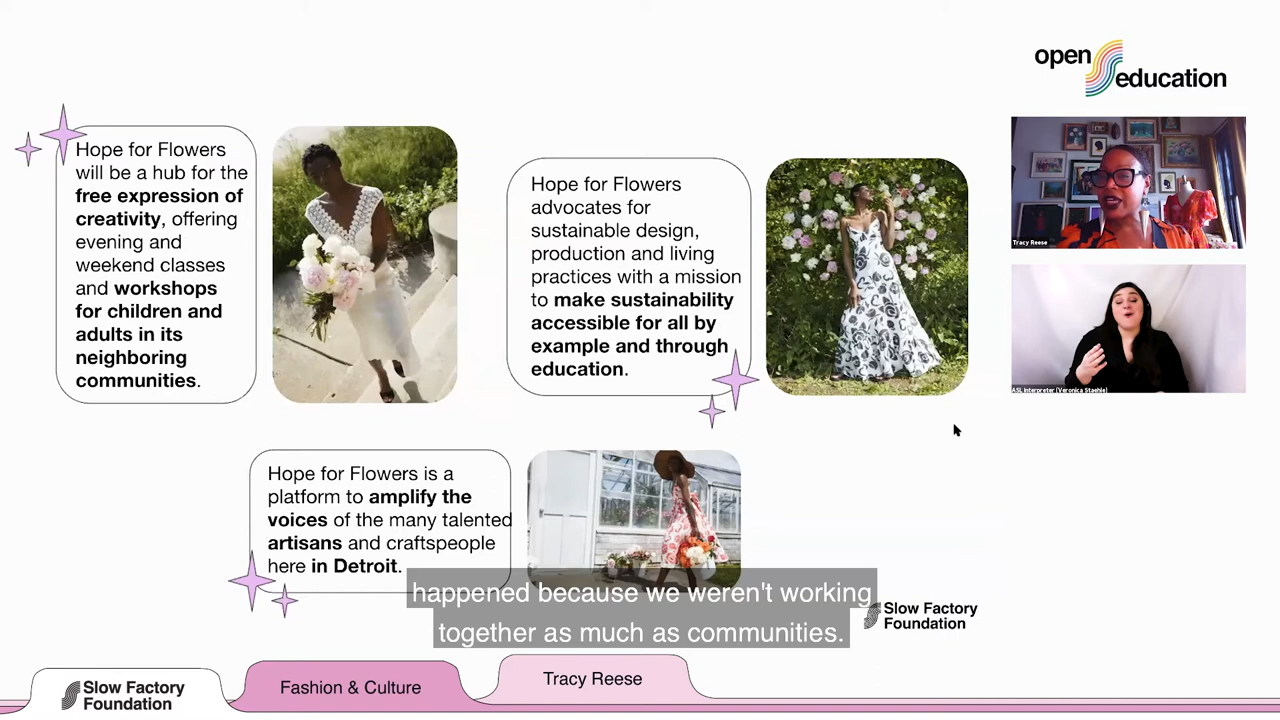 open
education
Hope for Flowers
will be a hub for the
free expression of
creativity, offering
evening and
weekend classes
and workshops
for children and
adults in its
neighboring
communities.
Hope for Flowers
advocates for
sustainable design,
production and living
practices with a mission
to make sustainability
accessible for all by
example and through
education.
Tracy Reese
ASL Interpreter (Veronica Staehle)
Hope for Flowers is a
platform to amplify the
voices of the many talented
artisans and craftspeople
here in Detroit.
happened because we weren't working
together as much as communities.
Slow Factory
Foundation
Slow Factory
Foundation
Fashion & Culture
Tracy Reese